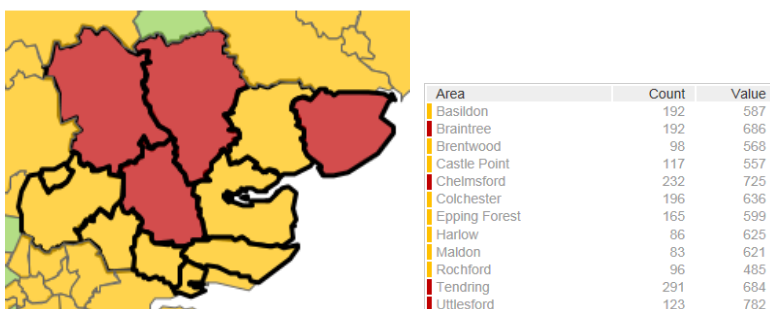 Area Count Value
Basildon 192 587
Braintree 192 686
Brentwood 98 568
Castle Point 117 557
Chelmsford 232 725
Colchester 196 636
Epping Forest 165 599
Harlow 86 625
Maldon 83 621
Rochford 96 485
Tendring 291 684
Uttlesford 123 782